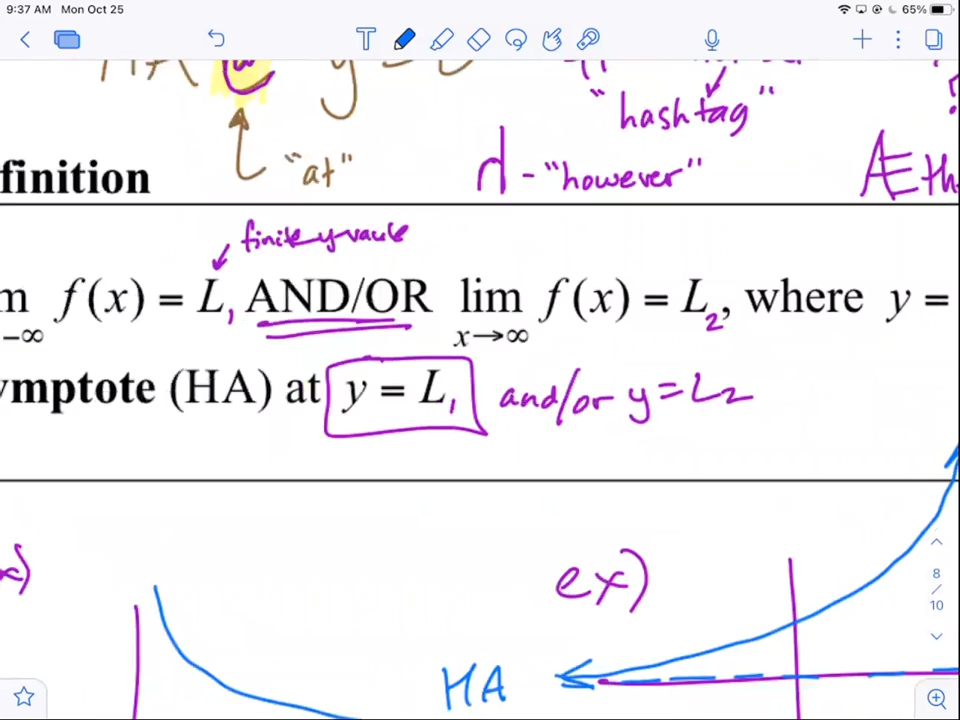 9:37 AM Mon Oct 25
65%
HA @ y =
"hashtag"
"at"
- "however"
finition
finite y-value
m f(x) = L₁ AND/OR lim f(x) = L₂, where y =
-∞ x→∞
ymptote (HA) at y = L₁ and/or y = L₂
ex)
HA
8
/
10